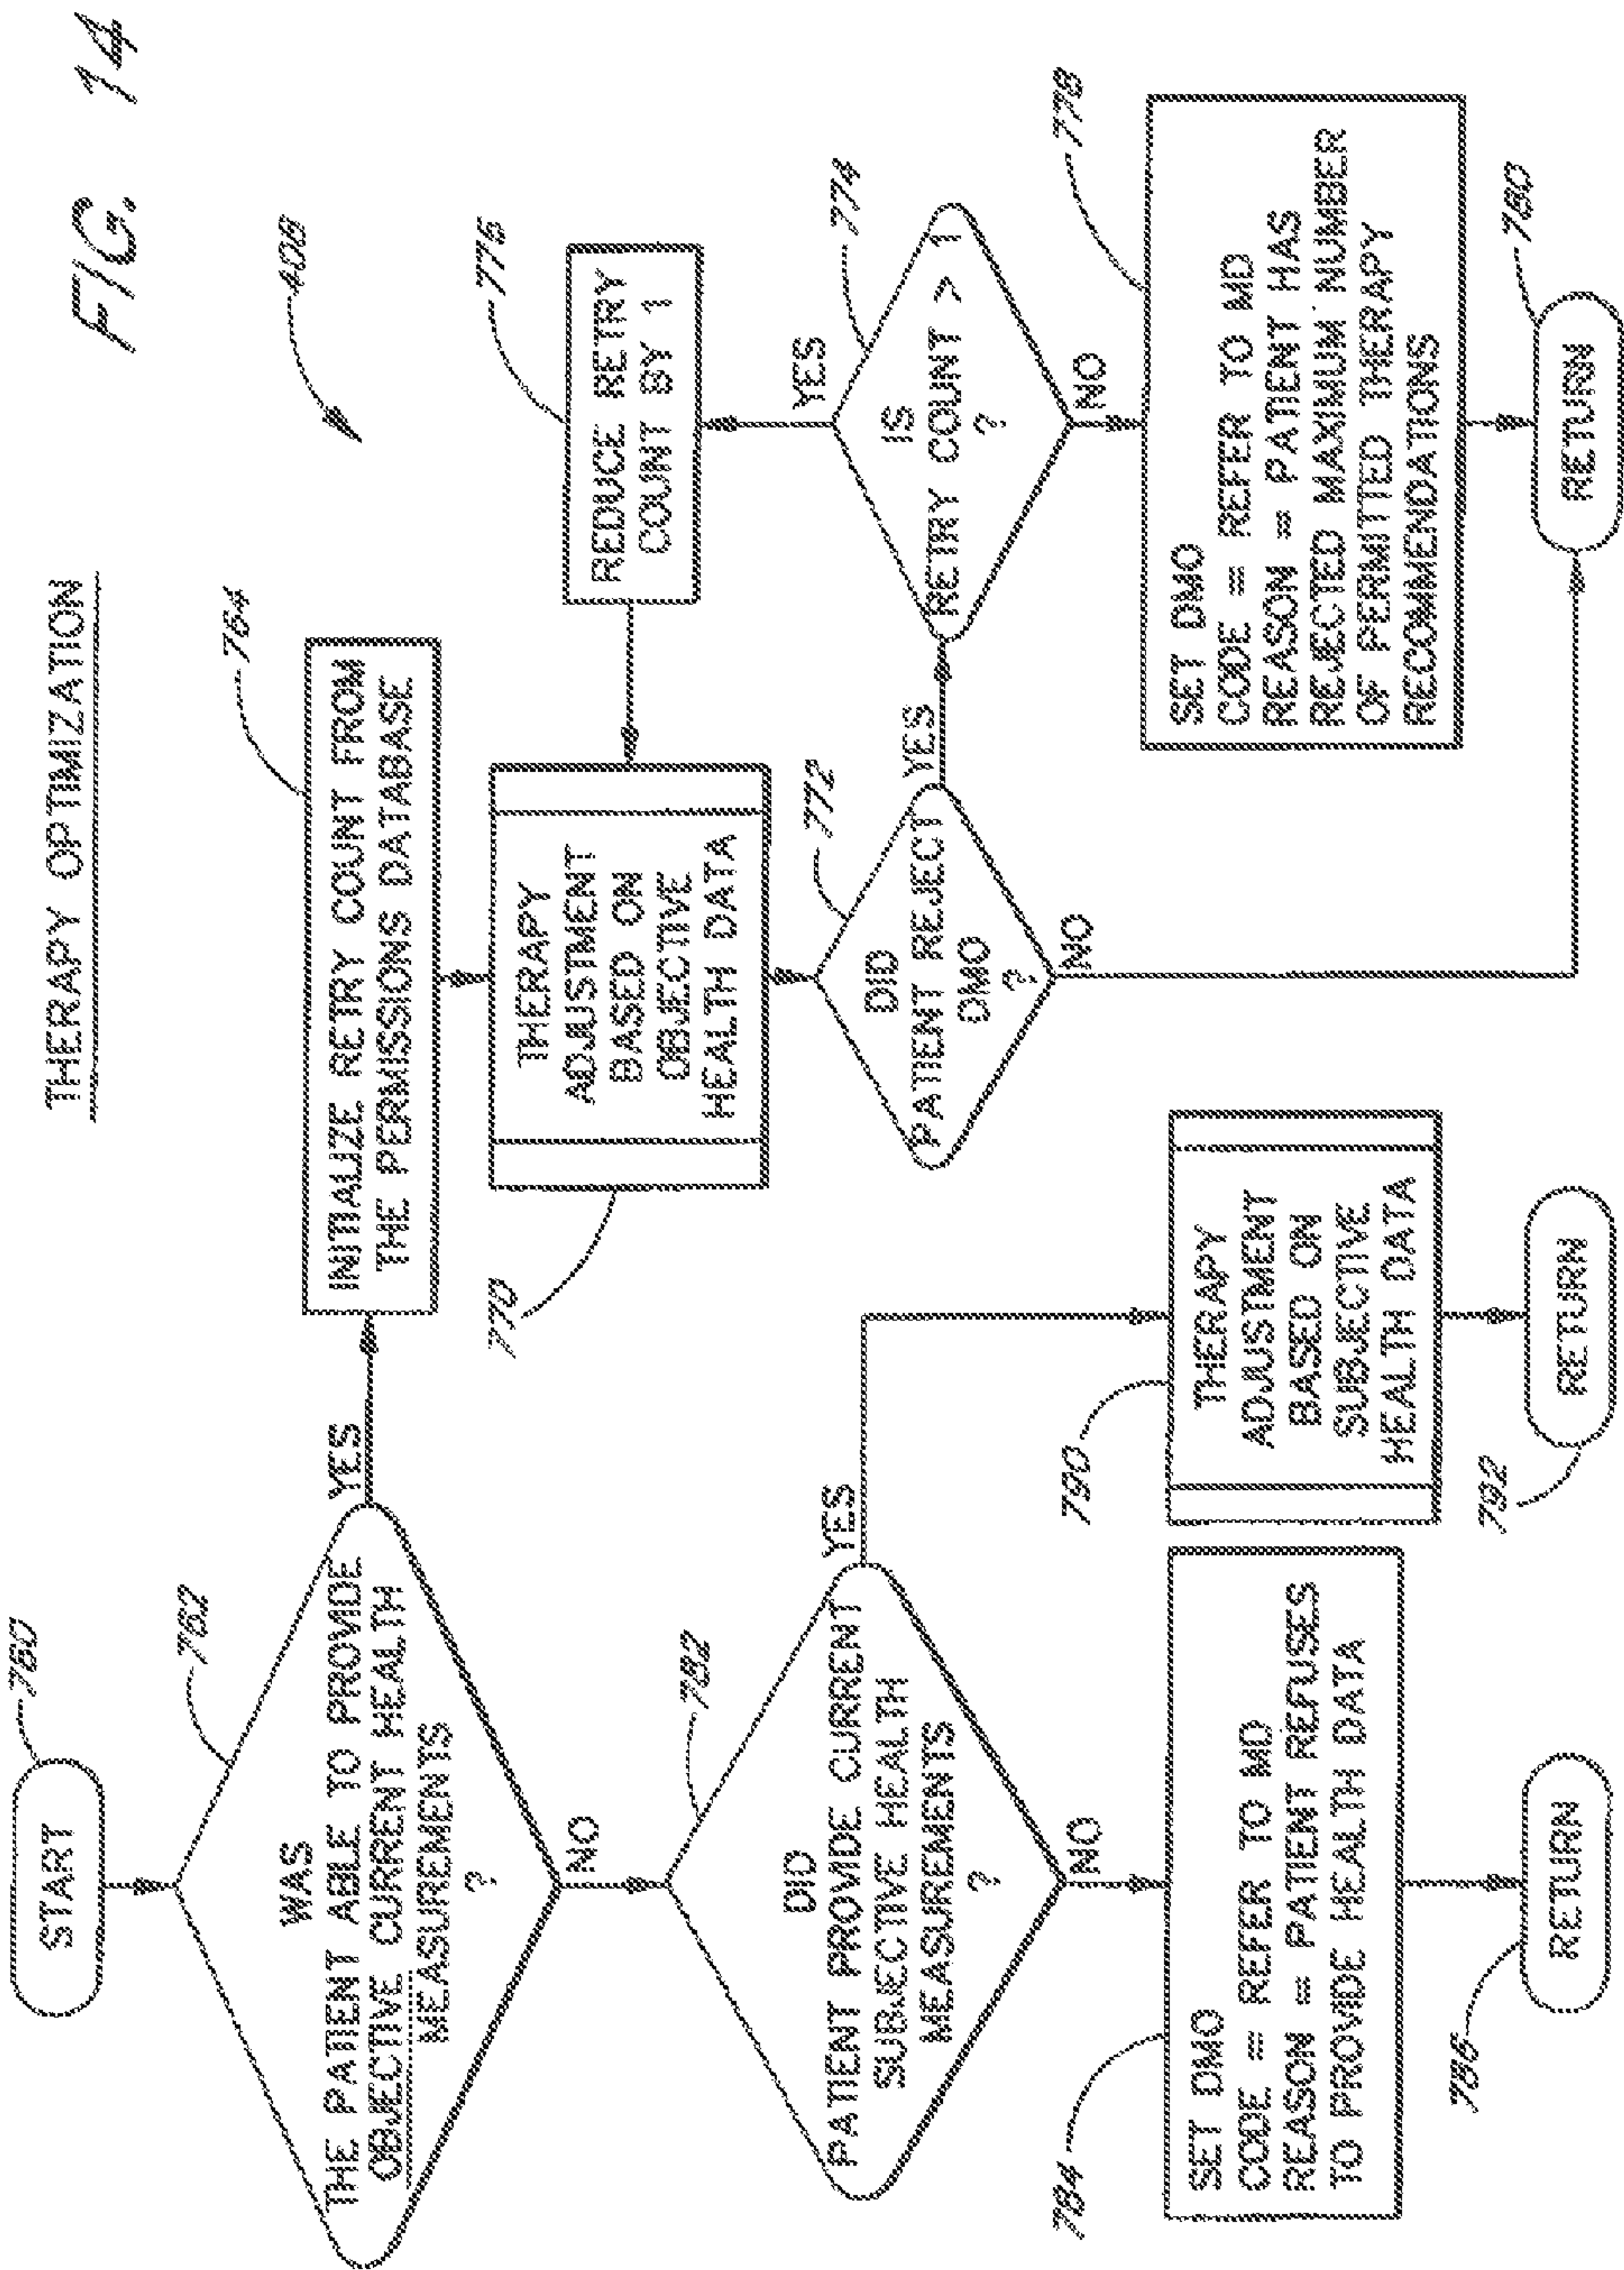 FIG. 14
THERAPY OPTIMIZATION
408
760
START
762
WAS
THE PATIENT ABLE TO PROVIDE
OBJECTIVE CURRENT HEALTH
MEASUREMENTS
?
YES
NO
764
INITIALIZE RETRY COUNT FROM
THE PERMISSIONS DATABASE
770
THERAPY
ADJUSTMENT
BASED ON
OBJECTIVE
HEALTH DATA
776
REDUCE RETRY
COUNT BY 1
772
DID
PATIENT REJECT
DMO
?
YES
NO
774
IS
RETRY COUNT > 1
?
YES
NO
778
SET DMO
CODE = REFER TO MD
REASON = PATIENT HAS
REJECTED MAXIMUM NUMBER
OF PERMITED THERAPY
RECOMMENDATIONS
780
RETURN
782
DID
PATIENT PROVIDE CURRENT
SUBJECTIVE HEALTH
MEASUREMENTS
?
YES
NO
784
SET DMO
CODE = REFER TO MD
REASON = PATIENT REFUSES
TO PROVIDE HEALTH DATA
786
RETURN
790
THERAPY
ADJUSTMENT
BASED ON
SUBJECTIVE
HEALTH DATA
792
RETURN